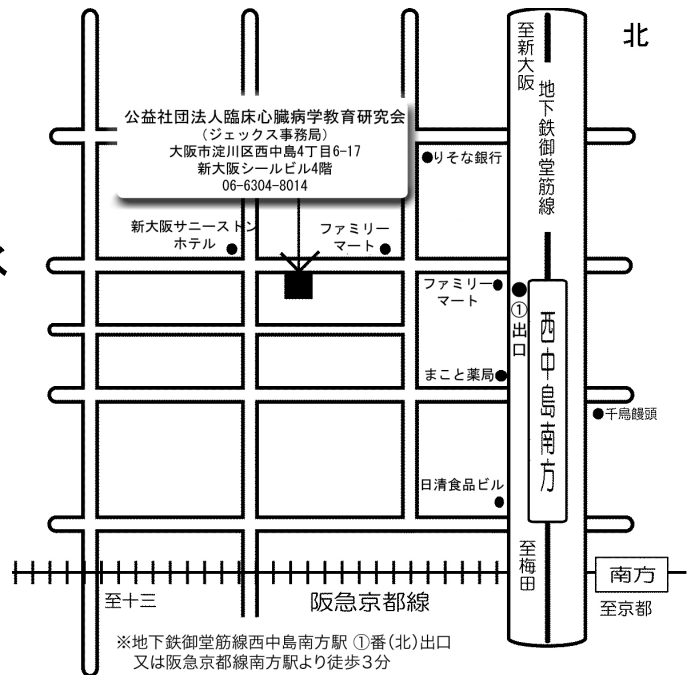 北
至新大阪
地下鉄御堂筋線
公益社団法人臨床心臓病学教育研究会
(ジェックス事務局)
大阪市淀川区西中島4丁目6-17
新大阪シールビル4階
06-6304-8014
●りそな銀行
新大阪サニーストン
ホテル
ファミリー
マート
ファミリー
マート
①出口
西中島南方
まこと薬局
●千鳥饅頭
日清食品ビル
至梅田
南方
至十三
阪急京都線
至京都
※地下鉄御堂筋線西中島南方駅 ①番(北)出口
又は阪急京都線南方駅より徒歩3分